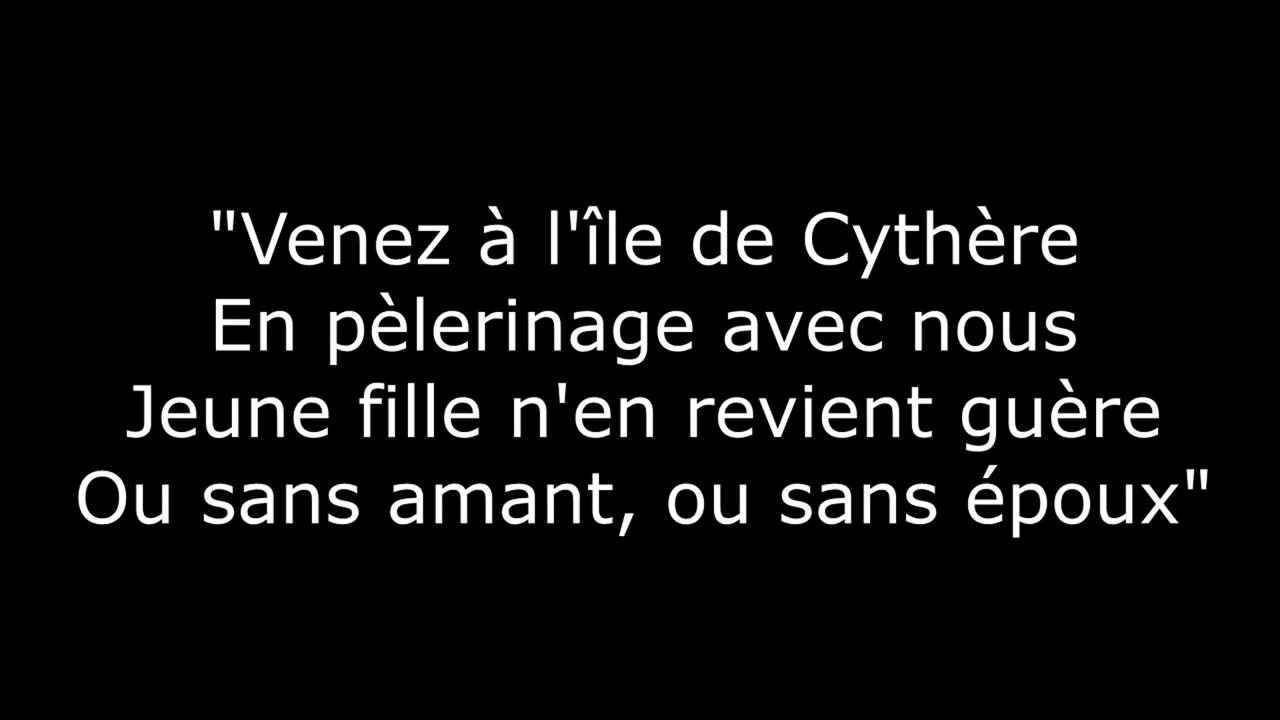 "Venez à l'île de Cythère
En pèlerinage avec nous
Jeune fille n'en revient guère
Ou sans amant, ou sans époux"